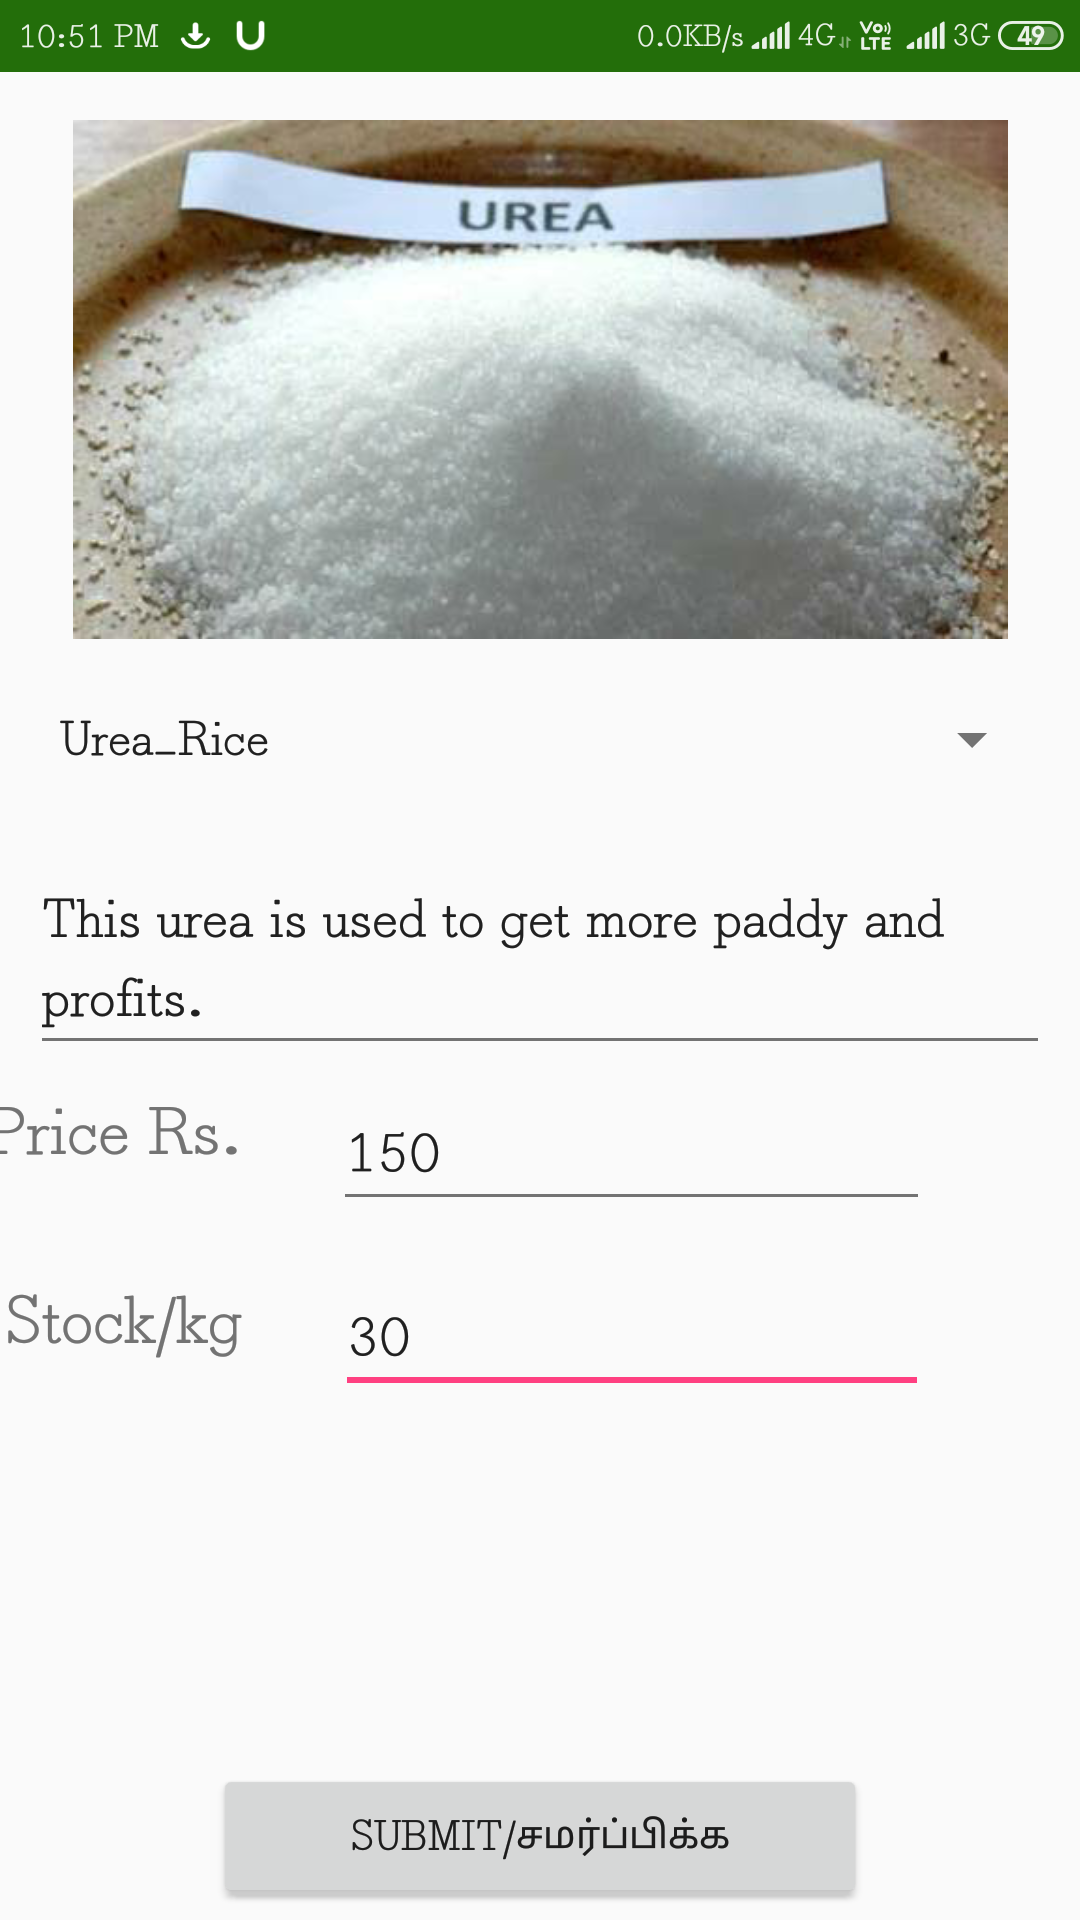 10:51 PM 0.0KB/s 4G Vo LTE 3G 49
UREA
Urea_Rice
This urea is used to get more paddy and
profits.
Price Rs. 150
Stock/kg 30
SUBMIT/சமர்ப்பிக்க